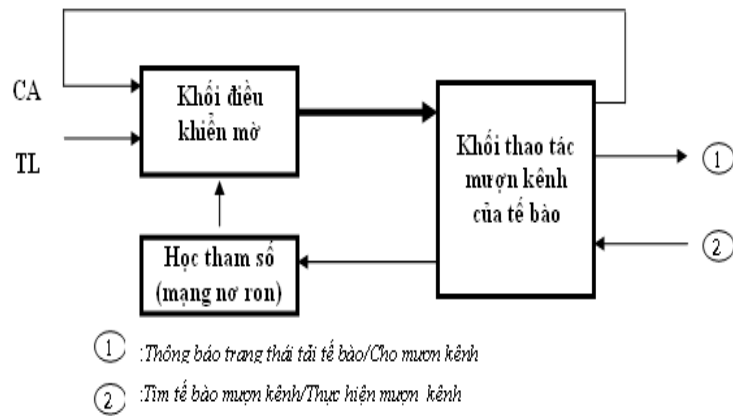 CA
TL
Khối điều
khiển mờ
Khối thao tác
mượn kênh
của tế bào
Học tham số
(mạng nơ ron)
1
2
1 :Thông báo trang thái tải tế bào/Cho mượn kênh
2 :Tìm tế bào mượn kênh/Thực hiện mượn kênh